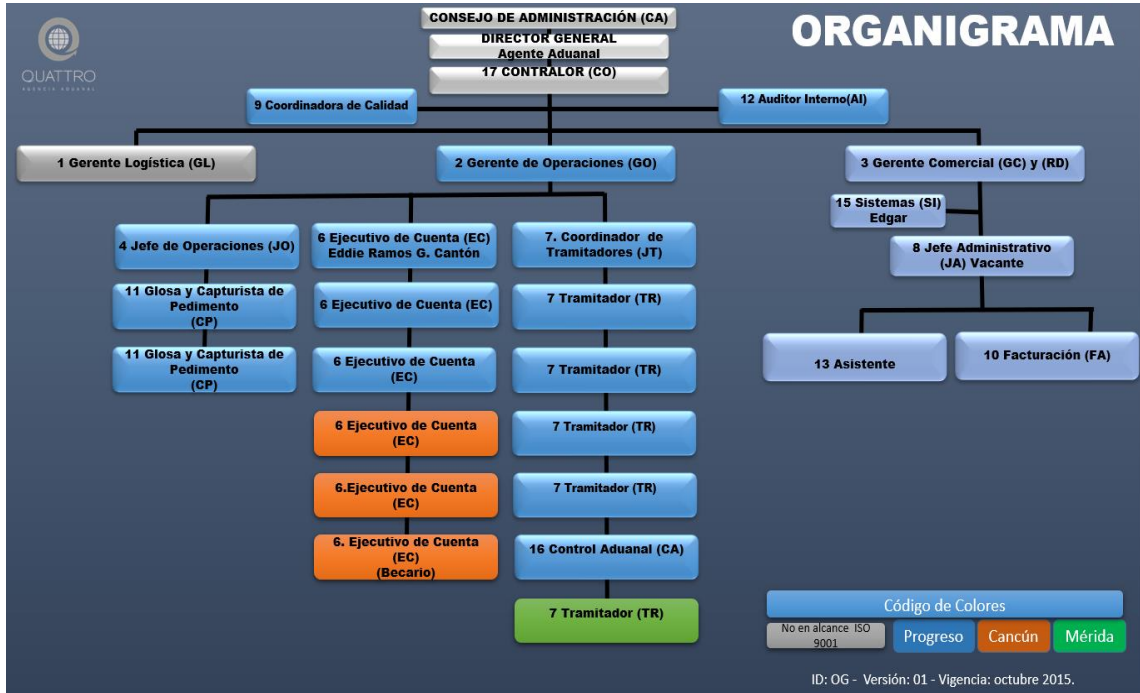 ORGANIGRAMA
QUATTRO
AGENCIA ADUANAL
CONSEJO DE ADMINISTRACIÓN (CA)
DIRECTOR GENERAL
Agente Aduanal
17 CONTRALOR (CO)
9 Coordinadora de Calidad
12 Auditor Interno(AI)
1 Gerente Logística (GL)
2 Gerente de Operaciones (GO)
3 Gerente Comercial (GC) y (RD)
15 Sistemas (SI)
Edgar
8 Jefe Administrativo
(JA) Vacante
13 Asistente
10 Facturación (FA)
4 Jefe de Operaciones (JO)
11 Glosa y Capturista de
Pedimento
(CP)
11 Glosa y Capturista de
Pedimento
(CP)
6 Ejecutivo de Cuenta (EC)
Eddie Ramos G. Cantón
6 Ejecutivo de Cuenta (EC)
6 Ejecutivo de Cuenta
(EC)
6 Ejecutivo de Cuenta
(EC)
6.Ejecutivo de Cuenta
(EC)
6. Ejecutivo de Cuenta
(EC)
(Becario)
7. Coordinador de
Tramitadores (JT)
7 Tramitador (TR)
7 Tramitador (TR)
7 Tramitador (TR)
7 Tramitador (TR)
16 Control Aduanal (CA)
7 Tramitador (TR)
Código de Colores
No en alcance ISO
9001
Progreso
Cancún
Mérida
ID: OG - Versión: 01 - Vigencia: octubre 2015.